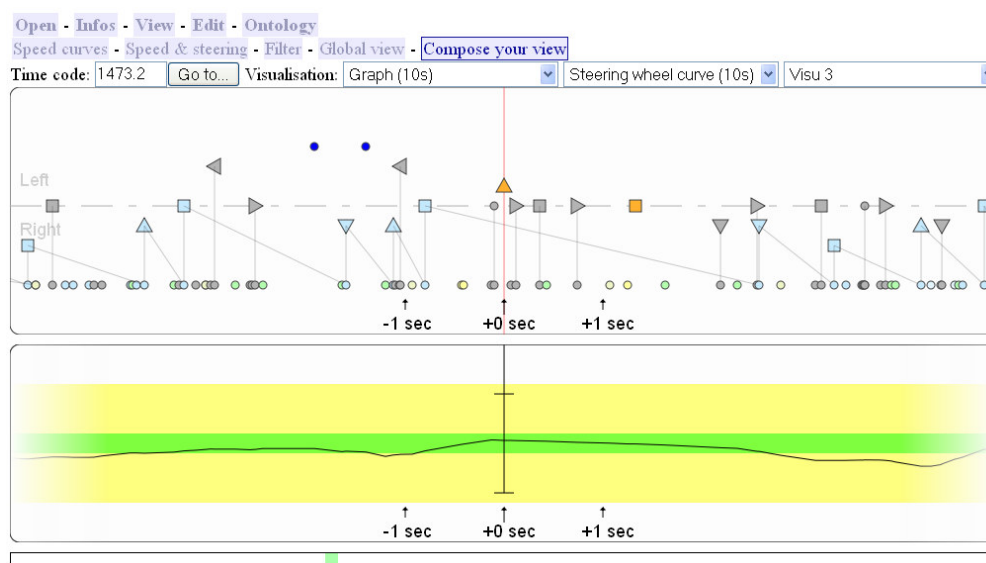 Open - Infos - View - Edit - Ontology
Speed curves - Speed & steering - Filter - Global view - Compose your view
Time code: 1473.2 Go to... Visualisation: Graph (10s) Steering wheel curve (10s) Visu 3
Left
Right
-1 sec +0 sec +1 sec
-1 sec +0 sec +1 sec